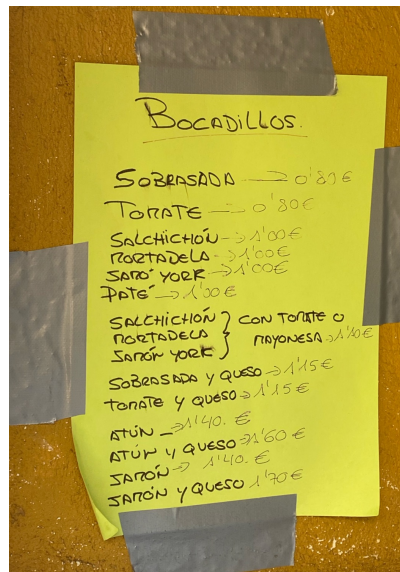 BOCADILLOS.
SOBRASADA → 0'80€
TOMATE → 0'80€
SALCHICHÓN → 1'00€
MORTADELA → 1'00€
JAMÓN YORK → 1'00€
PATÉ → 1'00€
SALCHICHÓN } CON TOMATE O
MORTADELA MAYONESA → 1'10€
JAMÓN YORK
SOBRASADA Y QUESO → 1'15€
TOMATE Y QUESO → 1'15€
ATÚN → 1'40. €
ATÚN Y QUESO → 1'60€
JAMÓN → 1'40. €
JAMÓN Y QUESO 1'70€